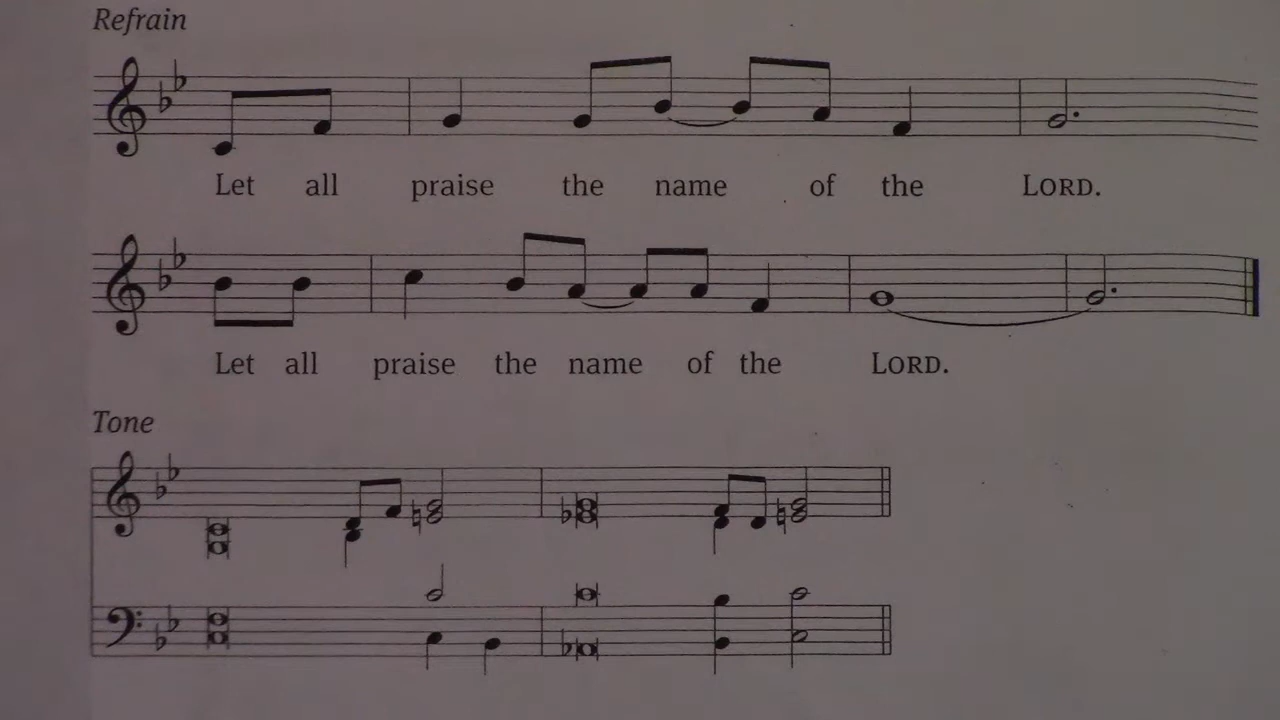 Refrain
Let all praise the name of the LORD.
Let all praise the name of the LORD.
Tone